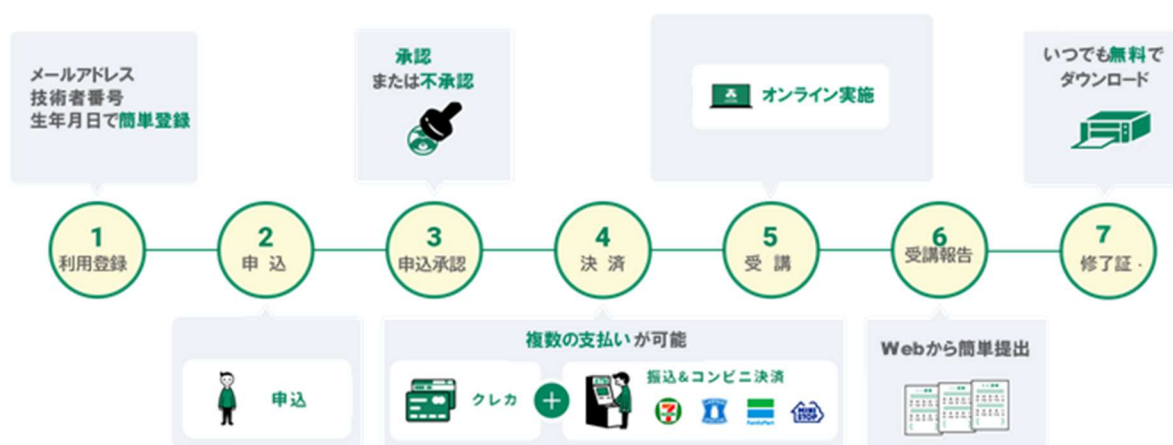 メールアドレス
技術者番号
生年月日で簡単登録
承認
または不承認
オンライン実施
いつでも無料で
ダウンロード
1
利用登録
2
申 込
3
申込承認
4
決 済
5
受 講
6
受講報告
7
修了証.
申込
複数の支払いが可能
クレカ
振込&コンビニ決済
FamilyMart
MINI
STOP
Webから簡単提出